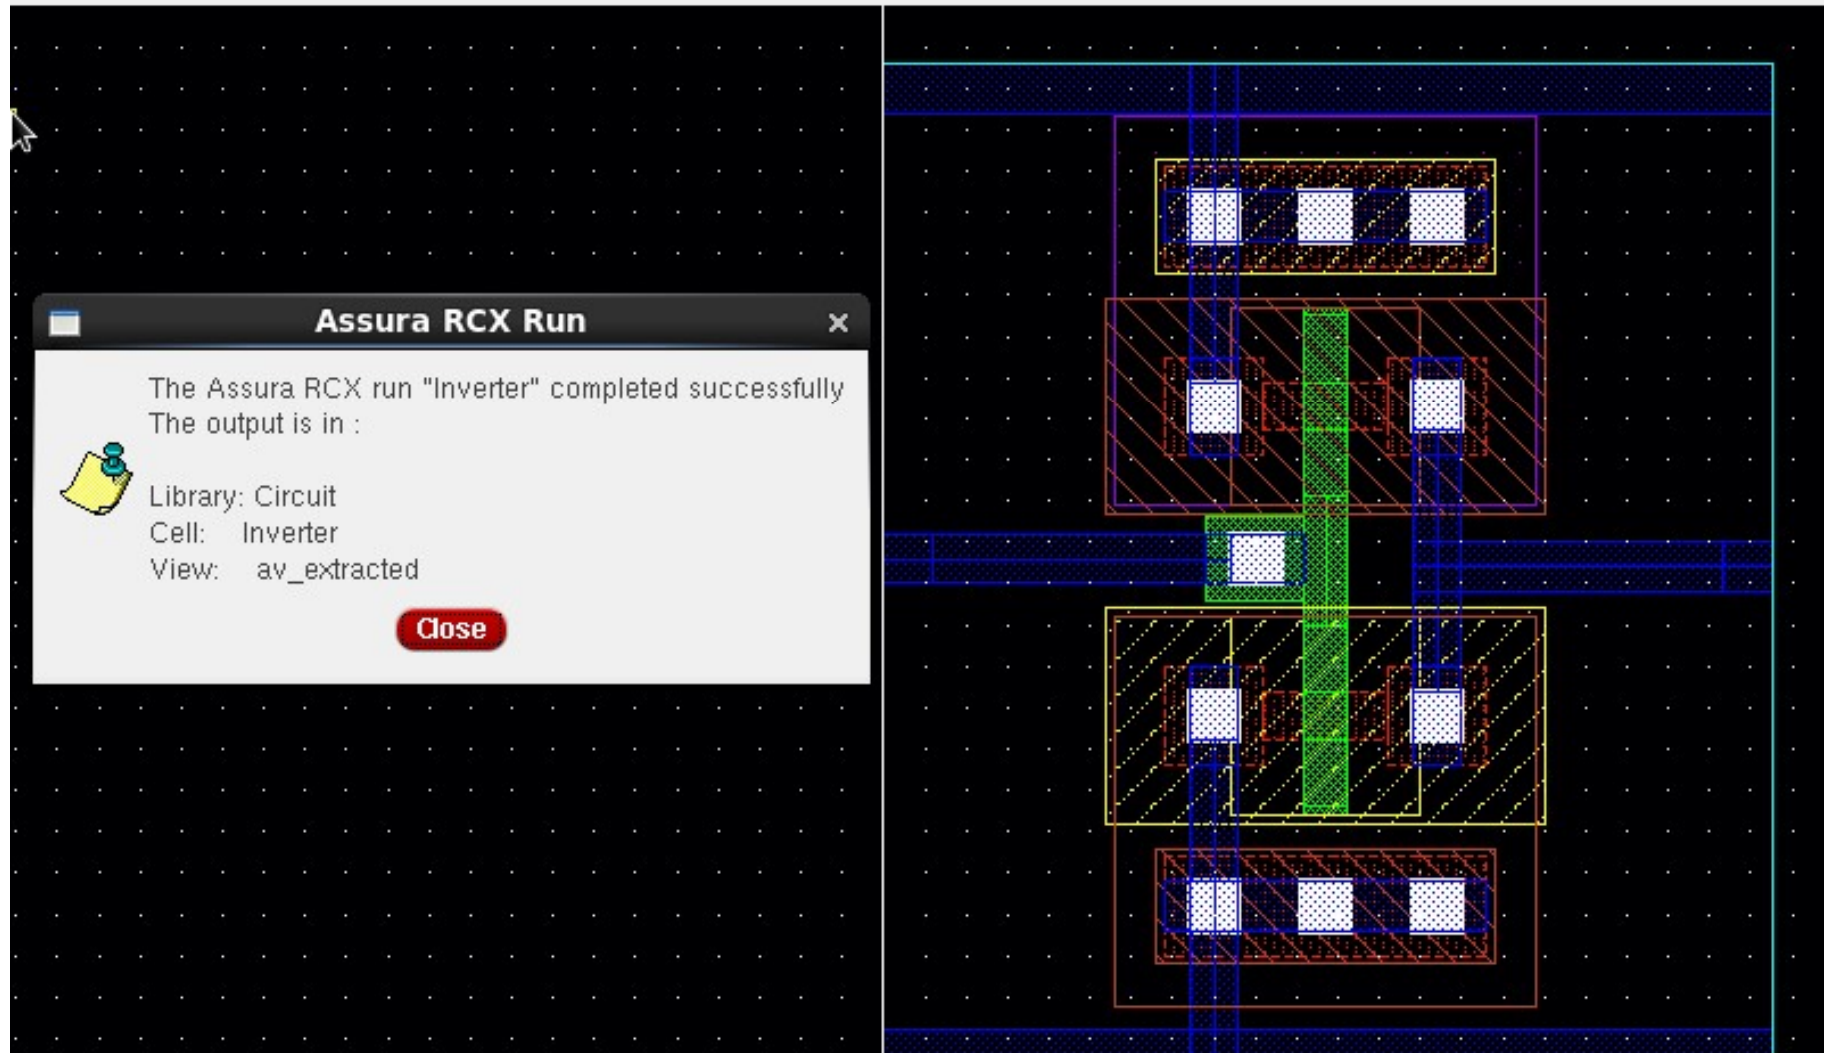 Assura RCX Run
The Assura RCX run "Inverter" completed successfully
The output is in :
Library: Circuit
Cell: Inverter
View: av_extracted
Close